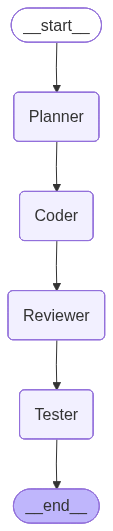 __start__
Planner
Coder
Reviewer
Tester
__end__